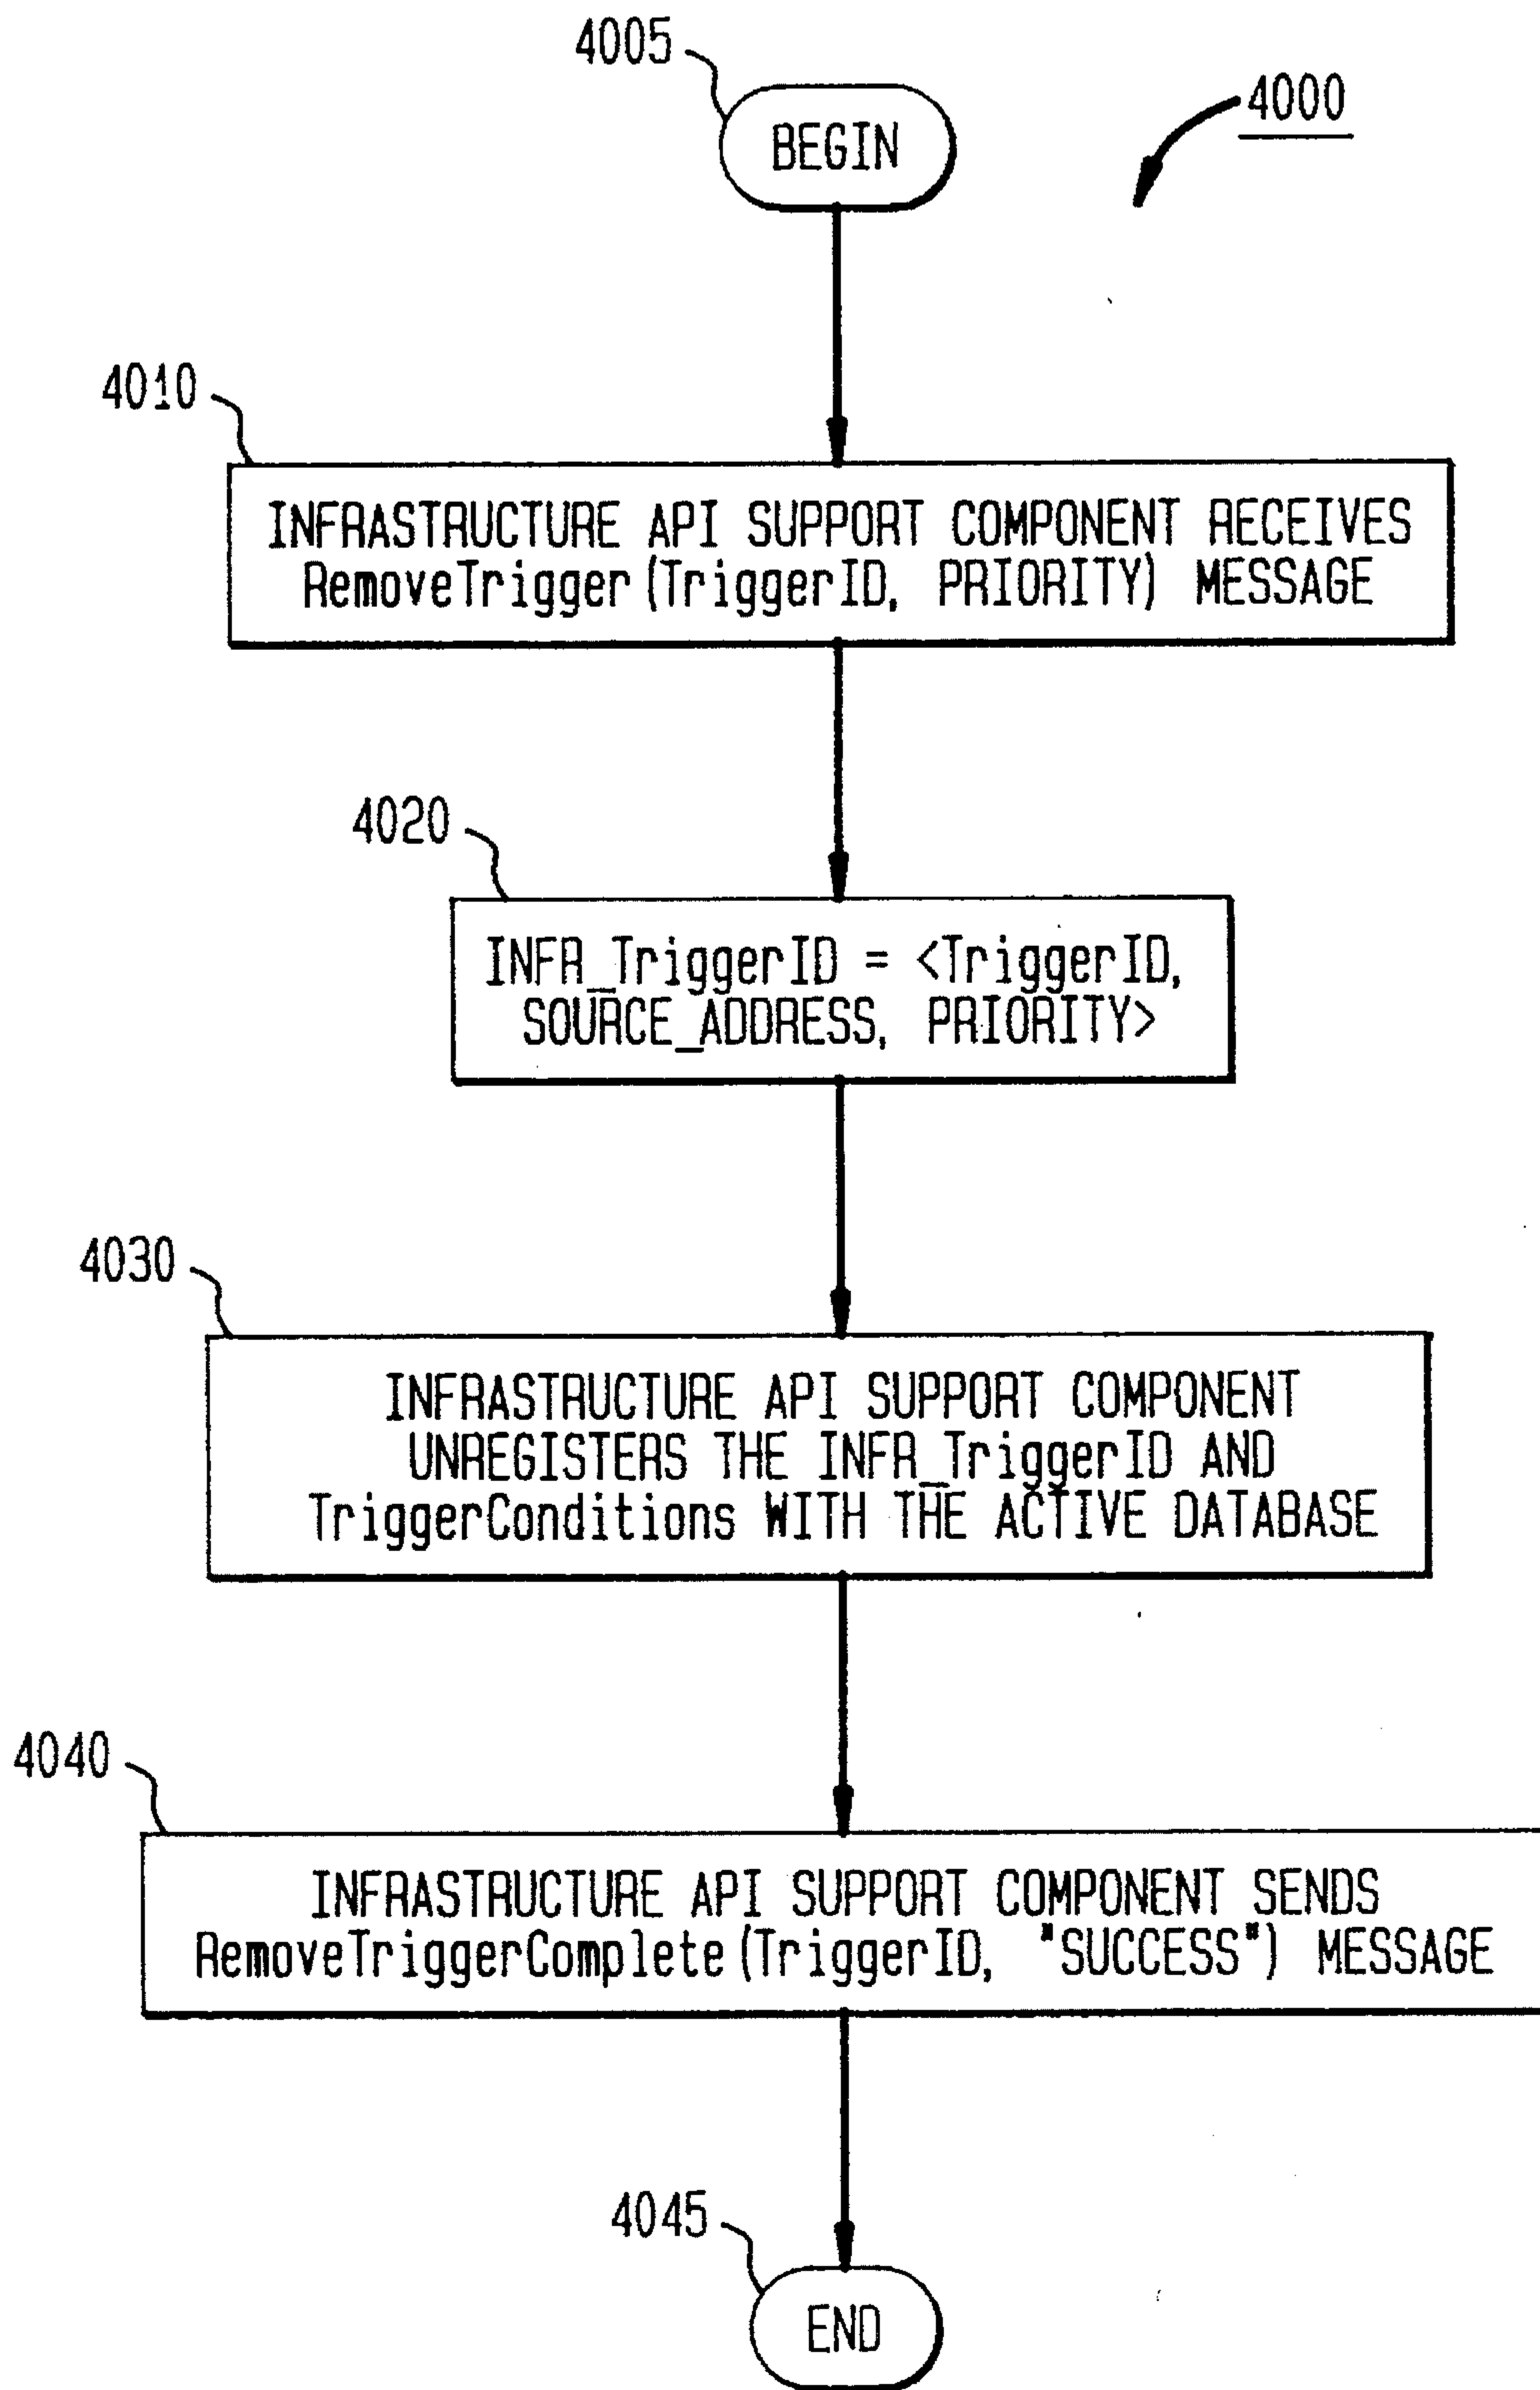 4005
BEGIN
4000
4010
INFRASTRUCTURE API SUPPORT COMPONENT RECEIVES
RemoveTrigger(TriggerID, PRIORITY) MESSAGE
4020
INFR_TriggerID = <TriggerID,
SOURCE_ADDRESS, PRIORITY>
4030
INFRASTRUCTURE API SUPPORT COMPONENT
UNREGISTERS THE INFR_TriggerID AND
TriggerConditions WITH THE ACTIVE DATABASE
4040
INFRASTRUCTURE API SUPPORT COMPONENT SENDS
RemoveTriggerComplete(TriggerID, "SUCCESS") MESSAGE
4045
END